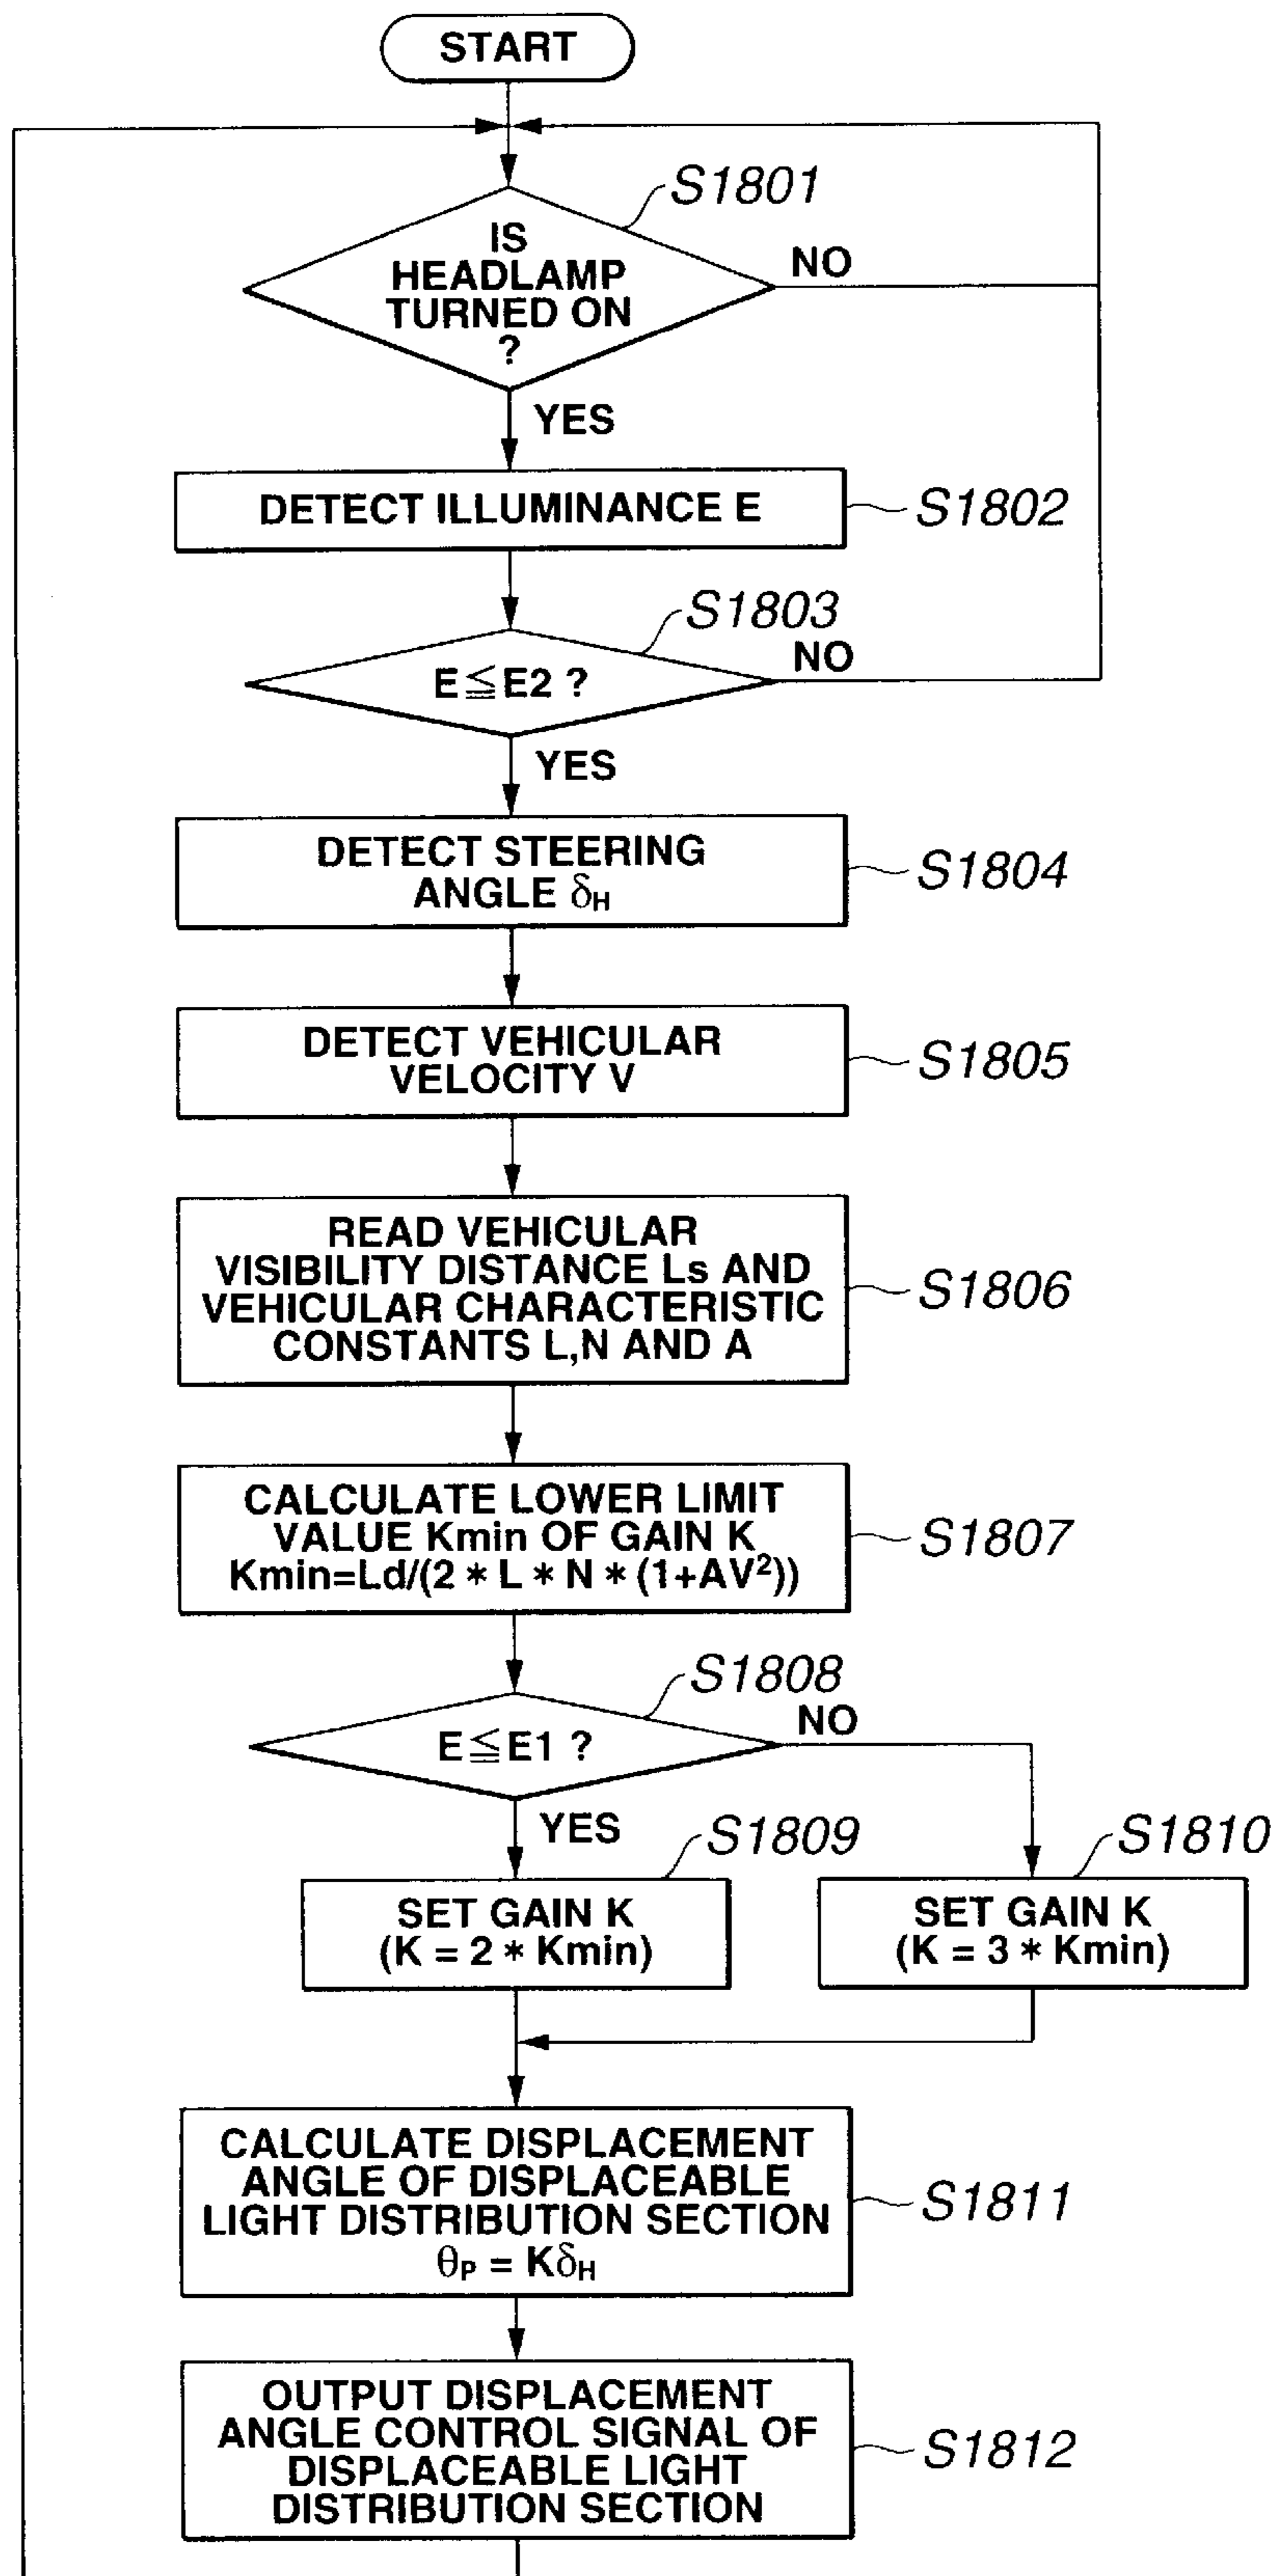 START
S1801
IS
HEADLAMP
TURNED ON
?
NO
YES
DETECT ILLUMINANCE E
S1802
S1803
E≦E2 ?
NO
YES
DETECT STEERING
ANGLE δH
S1804
DETECT VEHICULAR
VELOCITY V
S1805
READ VEHICULAR
VISIBILITY DISTANCE Ls AND
VEHICULAR CHARACTERISTIC
CONSTANTS L,N AND A
S1806
CALCULATE LOWER LIMIT
VALUE Kmin OF GAIN K
Kmin=Ld/(2 * L * N * (1+AV²))
S1807
S1808
E≦E1 ?
NO
YES
S1809
SET GAIN K
(K = 2 * Kmin)
S1810
SET GAIN K
(K = 3 * Kmin)
CALCULATE DISPLACEMENT
ANGLE OF DISPLACEABLE
LIGHT DISTRIBUTION SECTION
θP = KδH
S1811
OUTPUT DISPLACEMENT
ANGLE CONTROL SIGNAL OF
DISPLACEABLE LIGHT
DISTRIBUTION SECTION
S1812